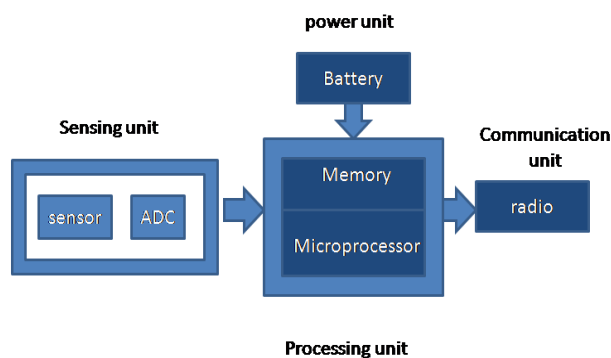 power unit
Battery
Sensing unit
Communication
unit
sensor
ADC
Memory
Microprocessor
radio
Processing unit